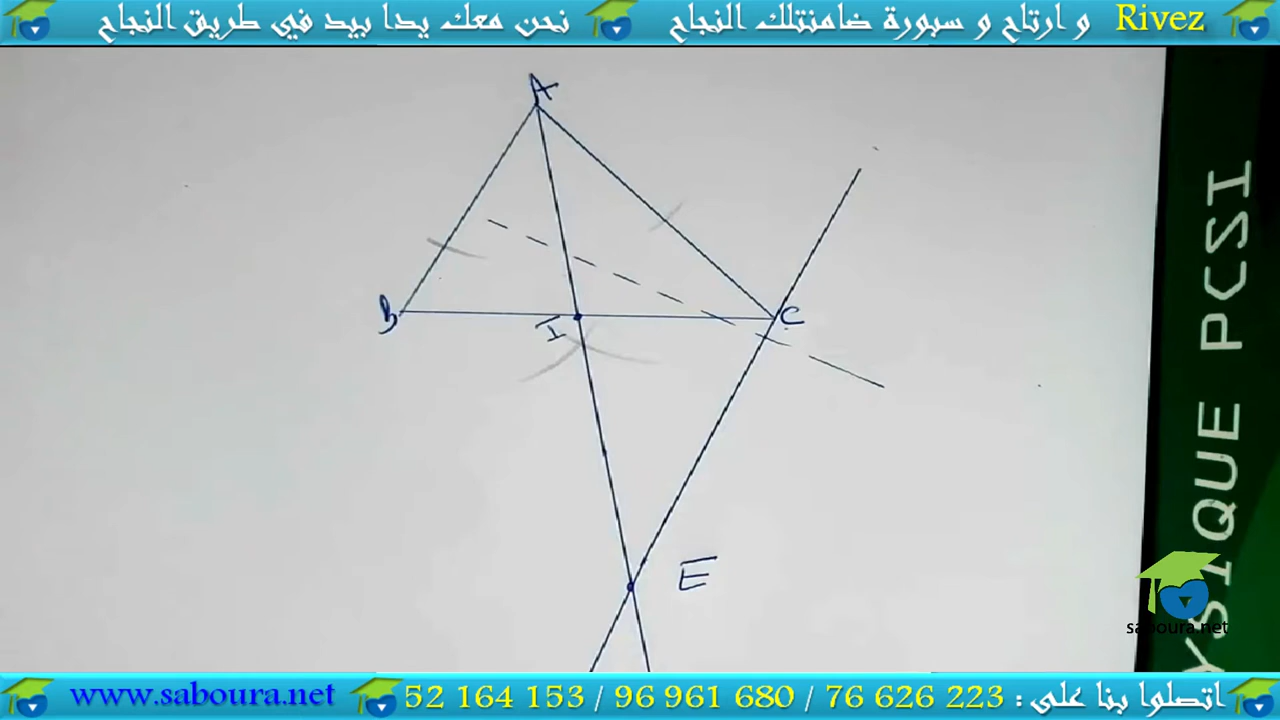 نحن معك يدا بيد في طريق النجاح و ارتاح و سبورة ضامنتلك النجاح Rivez
A
B
I
C
E
PHYSIQUE PCSI
saboura.net
www.saboura.net 52 164 153 / 96 961 680 / 76 626 223 : اتصلوا بنا على